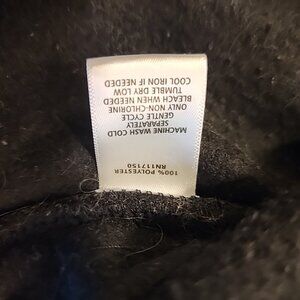 100% POLYESTER
RN117150
MACHINE WASH COLD
SEPARATELY
GENTLE CYCLE
ONLY NON-CHLORINE
BLEACH WHEN NEEDED
TUMBLE DRY LOW
COOL IRON IF NEEDED